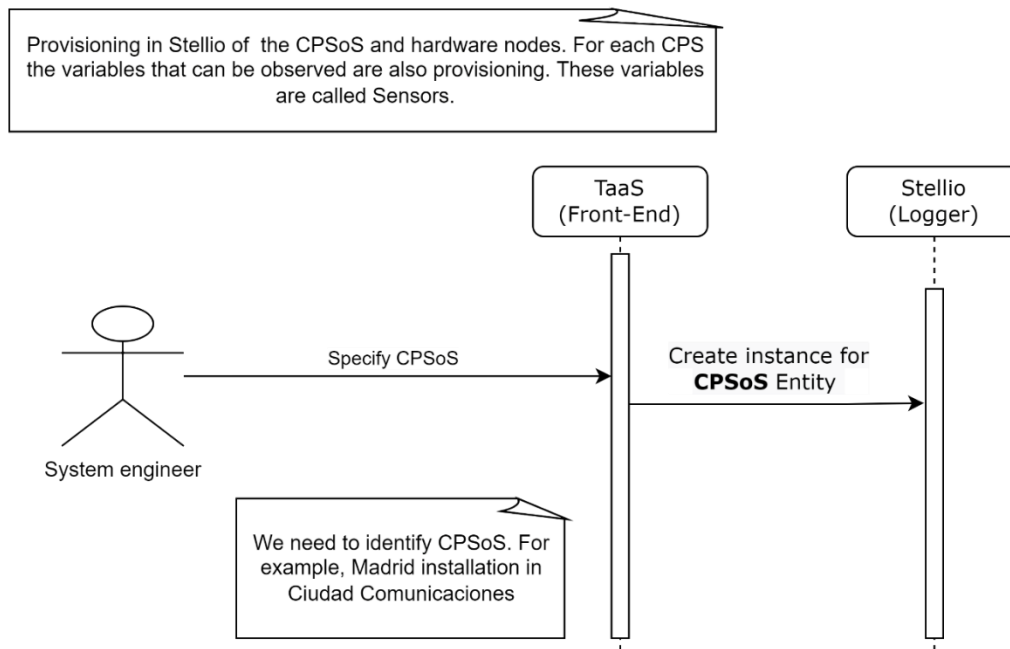 Provisioning in Stellio of the CPSoS and hardware nodes. For each CPS
the variables that can be observed are also provisioning. These variables
are called Sensors.
TaaS
(Front-End)
Stellio
(Logger)
Specify CPSoS
Create instance for
CPSoS Entity
System engineer
We need to identify CPSoS. For
example, Madrid installation in
Ciudad Comunicaciones